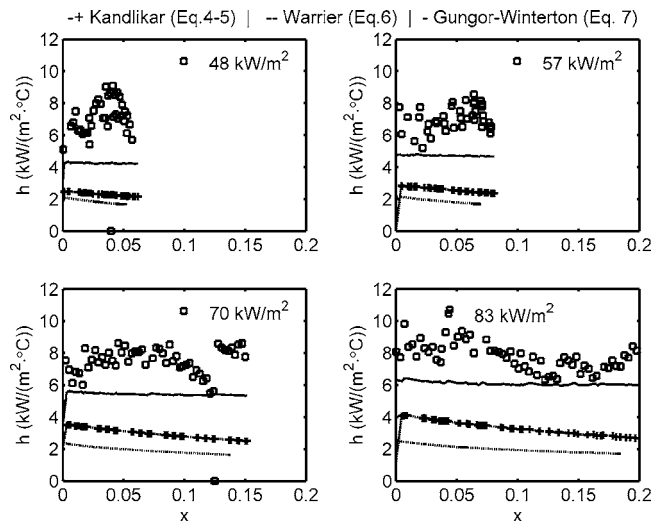 -+ Kandlikar (Eq.4-5) | -- Warrier (Eq.6) | - Gungor-Winterton (Eq. 7)
h (kW/(m²·°C))
12
10
8
6
4
2
0
48 kW/m²
0 0.05 0.1 0.15 0.2
h (kW/(m²·°C))
12
10
8
6
4
2
0
57 kW/m²
0 0.05 0.1 0.15 0.2
h (kW/(m²·°C))
12
10
8
6
4
2
0
70 kW/m²
0 0.05 0.1 0.15 0.2
x
h (kW/(m²·°C))
12
10
8
6
4
2
0
83 kW/m²
0 0.05 0.1 0.15 0.2
x